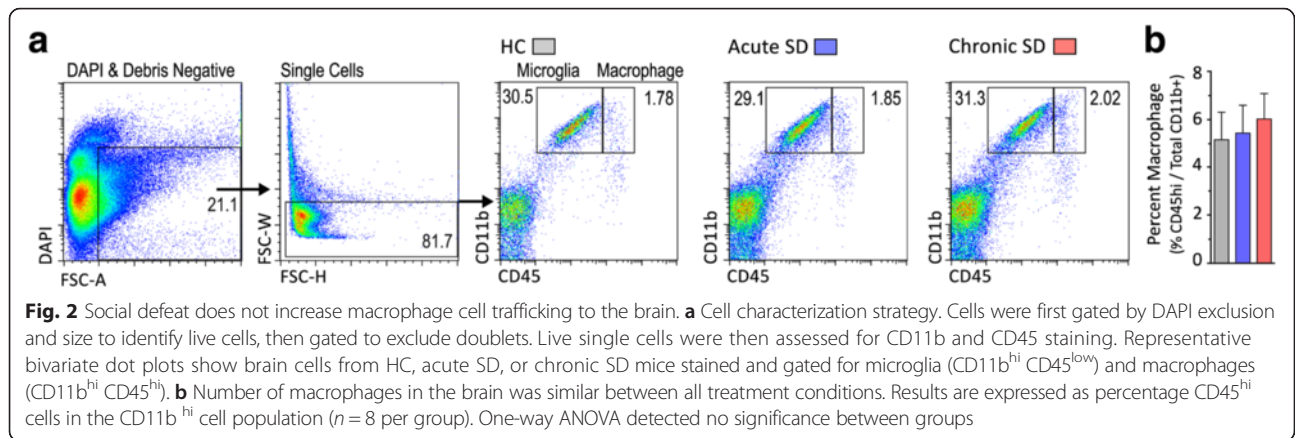 a
b
HC
Acute SD
Chronic SD
DAPI & Debris Negative
Single Cells
Microglia Macrophage
30.5
1.78
29.1
1.85
31.3
2.02
21.1
81.7
DAPI
FSC-A
FSC-W
FSC-H
CD11b
CD45
CD11b
CD45
CD11b
CD45
Percent Macrophage
(% CD45hi / Total CD11b+)
8
6
4
2
0
Fig. 2 Social defeat does not increase macrophage cell trafficking to the brain. a Cell characterization strategy. Cells were first gated by DAPI exclusion
and size to identify live cells, then gated to exclude doublets. Live single cells were then assessed for CD11b and CD45 staining. Representative
bivariate dot plots show brain cells from HC, acute SD, or chronic SD mice stained and gated for microglia (CD11bhi CD45low) and macrophages
(CD11bhi CD45hi). b Number of macrophages in the brain was similar between all treatment conditions. Results are expressed as percentage CD45hi
cells in the CD11b hi cell population (n = 8 per group). One-way ANOVA detected no significance between groups